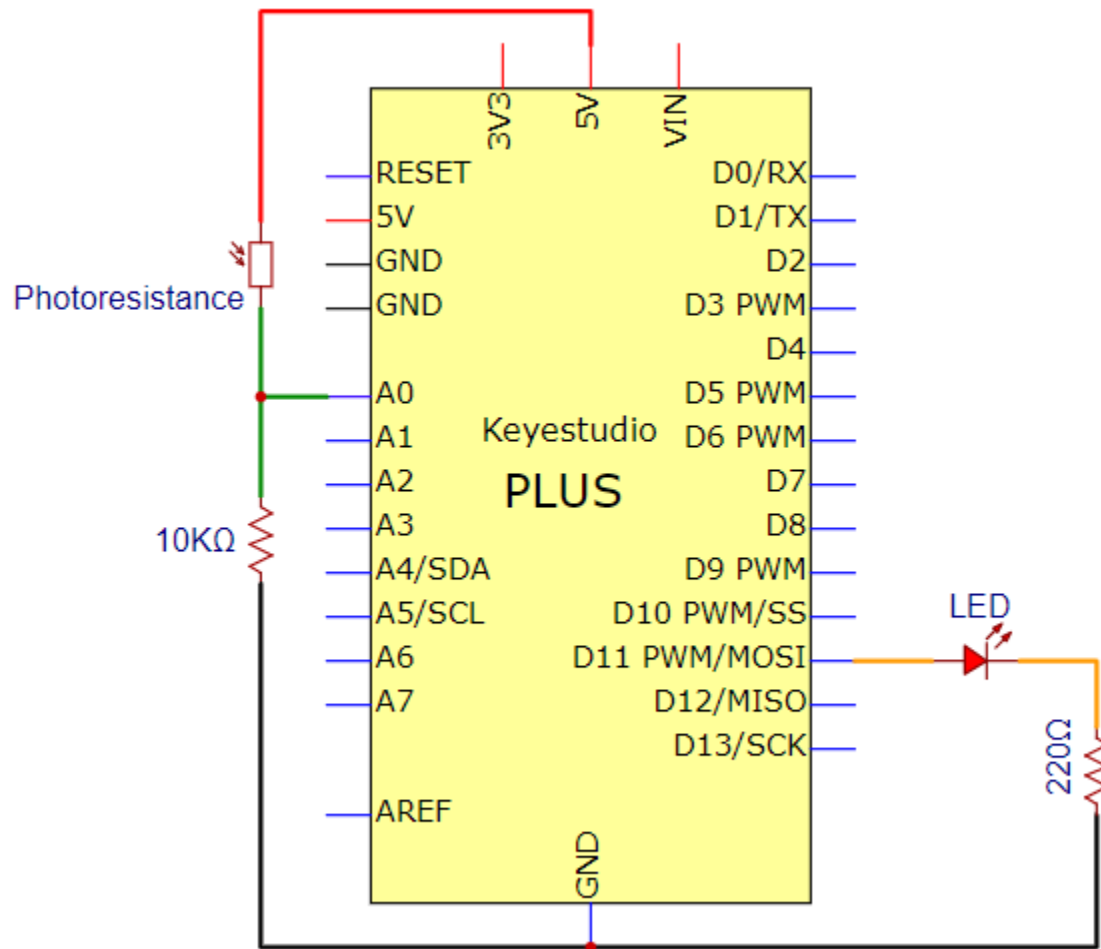 3V3
5V
VIN
RESET
5V
GND
GND
A0
A1
A2
A3
A4/SDA
A5/SCL
A6
A7
AREF
Photoresistance
10KΩ
Keyestudio
PLUS
D0/RX
D1/TX
D2
D3 PWM
D4
D5 PWM
D6 PWM
D7
D8
D9 PWM
D10 PWM/SS
D11 PWM/MOSI
D12/MISO
D13/SCK
LED
220Ω
GND